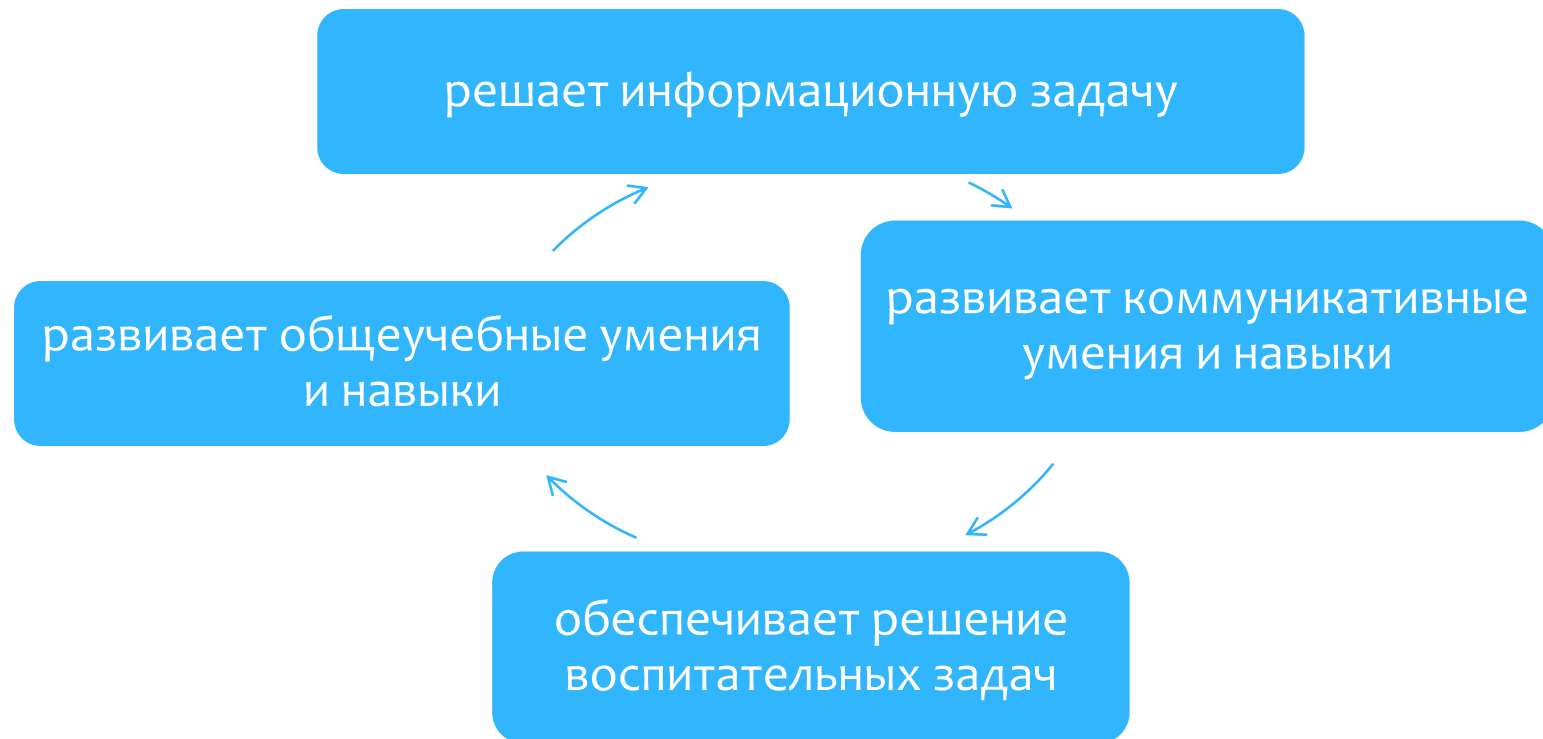 решает информационную задачу
развивает коммуникативные
умения и навыки
развивает общеучебные умения
и навыки
обеспечивает решение
воспитательных задач